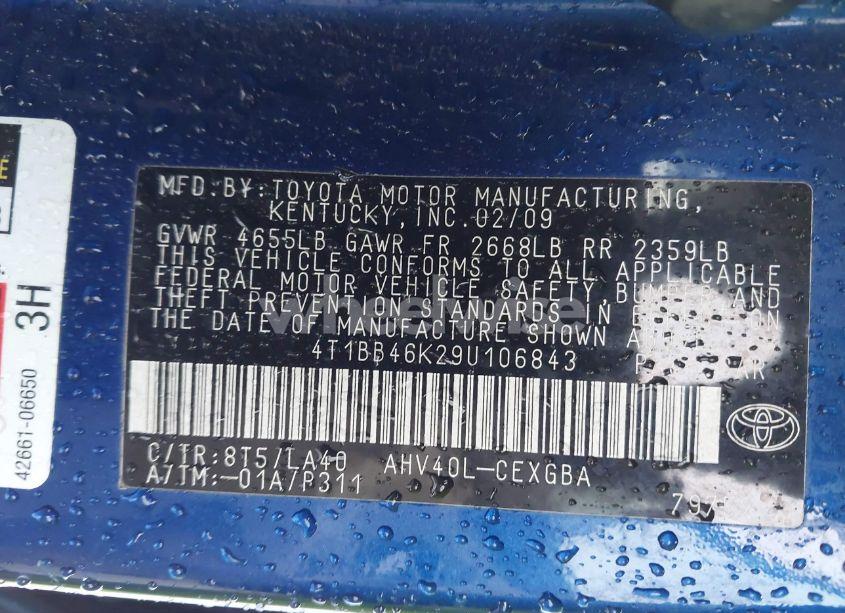 MFD.BY:TOYOTA MOTOR MANUFACTURING,
KENTUCKY, INC. 02/09
GVWR 4655LB GAWR FR 2668LB RR 2359LB
THIS VEHICLE CONFORMS TO ALL APPLICABLE
FEDERAL MOTOR VEHICLE SAFETY, BUMPER AND
THEFT PREVENTION STANDARDS IN
THE DATE OF MANUFACTURE SHOWN
4T1BB46K29U106843
C/TR:8T5/LA40 AHV40L-CEXGBA
A/TM:-01A/P311
797
3H
42661-06650